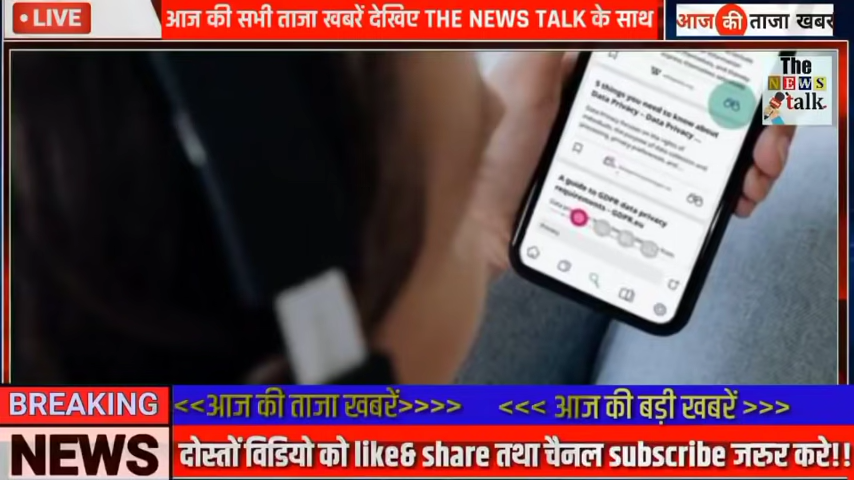 LIVE
आज की सभी ताजा खबरें देखिए THE NEWS TALK के साथ
आज की ताजा खबर
The
NEWS
talk
5 things you need to know about
Data Privacy - Data Privacy ...
A guide to GDPR data privacy
requirements - GDPR.eu
BREAKING
NEWS
<<आज की ताजा खबरें>>>> <<< आज की बड़ी खबरें >>>
दोस्तों विडियो को like& share तथा चैनल subscribe जरुर करे!!